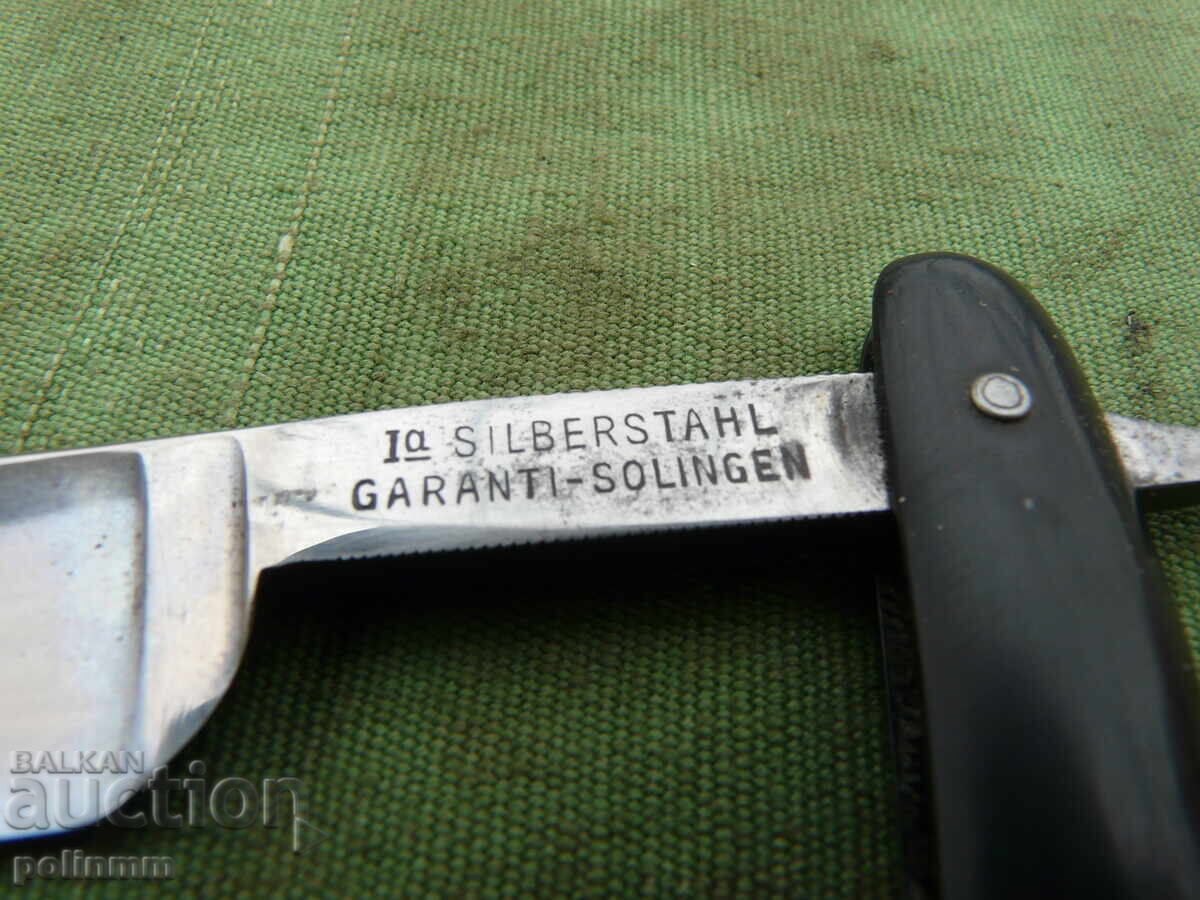 Ia SILBERSTAHL
GARANTI-SOLINGEN
BALKAN
auction
polinmm